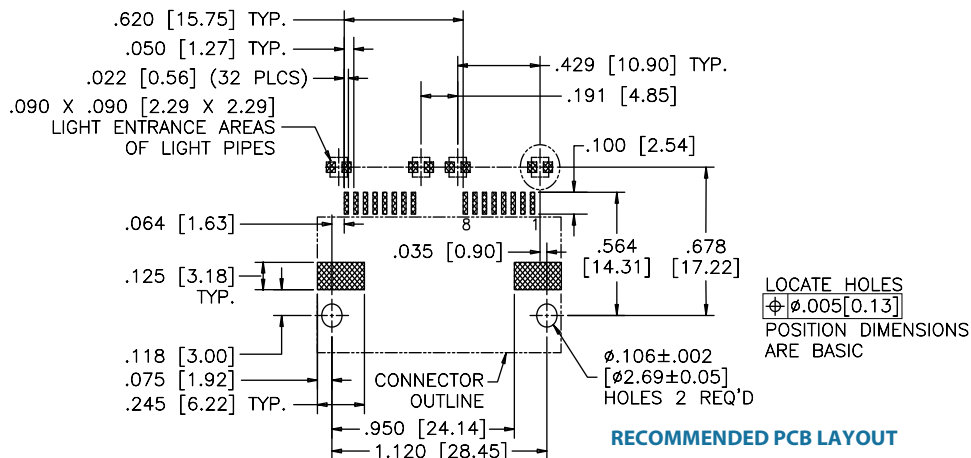 .620 [15.75] TYP.
.050 [1.27] TYP.
.022 [0.56] (32 PLCS)
.090 X .090 [2.29 X 2.29]
LIGHT ENTRANCE AREAS
OF LIGHT PIPES
.429 [10.90] TYP.
.191 [4.85]
.100 [2.54]
8
1
.064 [1.63]
.035 [0.90]
.564
[14.31]
.678
[17.22]
.125 [3.18]
TYP.
LOCATE HOLES
⌖ ⌀.005[0.13]
POSITION DIMENSIONS
ARE BASIC
.118 [3.00]
.075 [1.92]
.245 [6.22] TYP.
CONNECTOR
OUTLINE
⌀.106±.002
[⌀2.69±0.05]
HOLES 2 REQ'D
.950 [24.14]
1.120 [28.45]
RECOMMENDED PCB LAYOUT